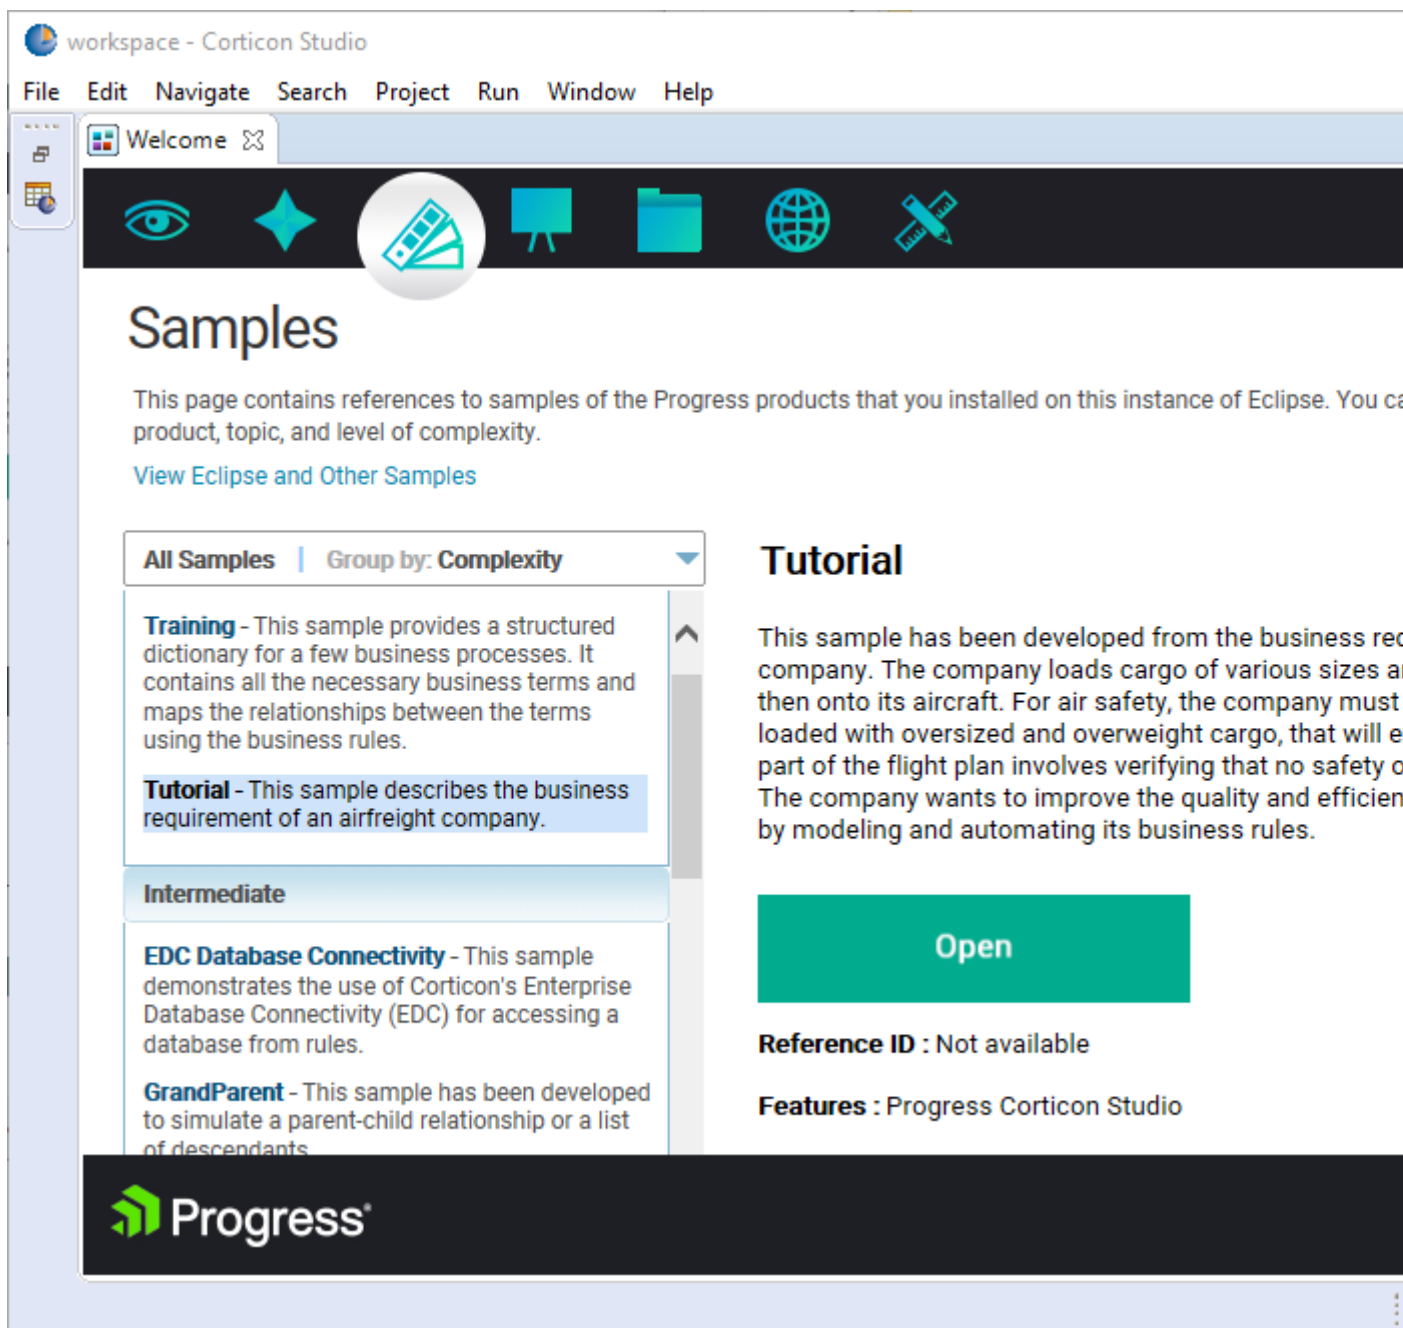 workspace - Corticon Studio
File Edit Navigate Search Project Run Window Help
Welcome
Samples
This page contains references to samples of the Progress products that you installed on this instance of Eclipse. You
product, topic, and level of complexity.
View Eclipse and Other Samples
All Samples | Group by: Complexity
Training - This sample provides a structured
dictionary for a few business processes. It
contains all the necessary business terms and
maps the relationships between the terms
using the business rules.
Tutorial - This sample describes the business
requirement of an airfreight company.
Intermediate
EDC Database Connectivity - This sample
demonstrates the use of Corticon's Enterprise
Database Connectivity (EDC) for accessing a
database from rules.
GrandParent - This sample has been developed
to simulate a parent-child relationship or a list
of descendants
Tutorial
This sample has been developed from the business
company. The company loads cargo of various sizes
then onto its aircraft. For air safety, the company must
loaded with oversized and overweight cargo, that will
part of the flight plan involves verifying that no safety
The company wants to improve the quality and
by modeling and automating its business rules.
Open
Reference ID : Not available
Features : Progress Corticon Studio
Progress